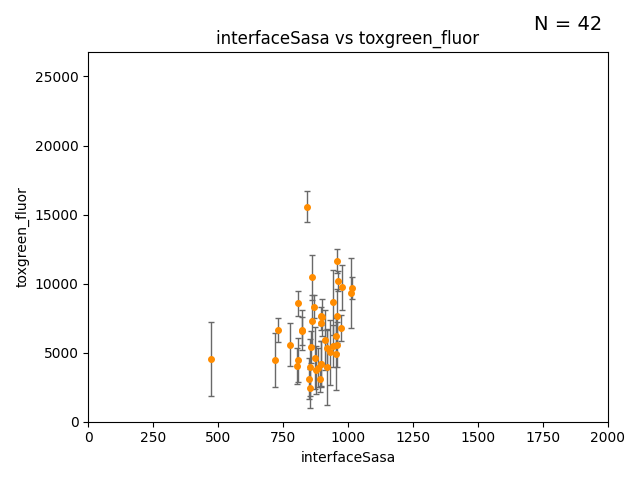 N = 42
interfaceSasa vs toxgreen_fluor
25000
20000
15000
10000
5000
0
toxgreen_fluor
0 250 500 750 1000 1250 1500 1750 2000
interfaceSasa